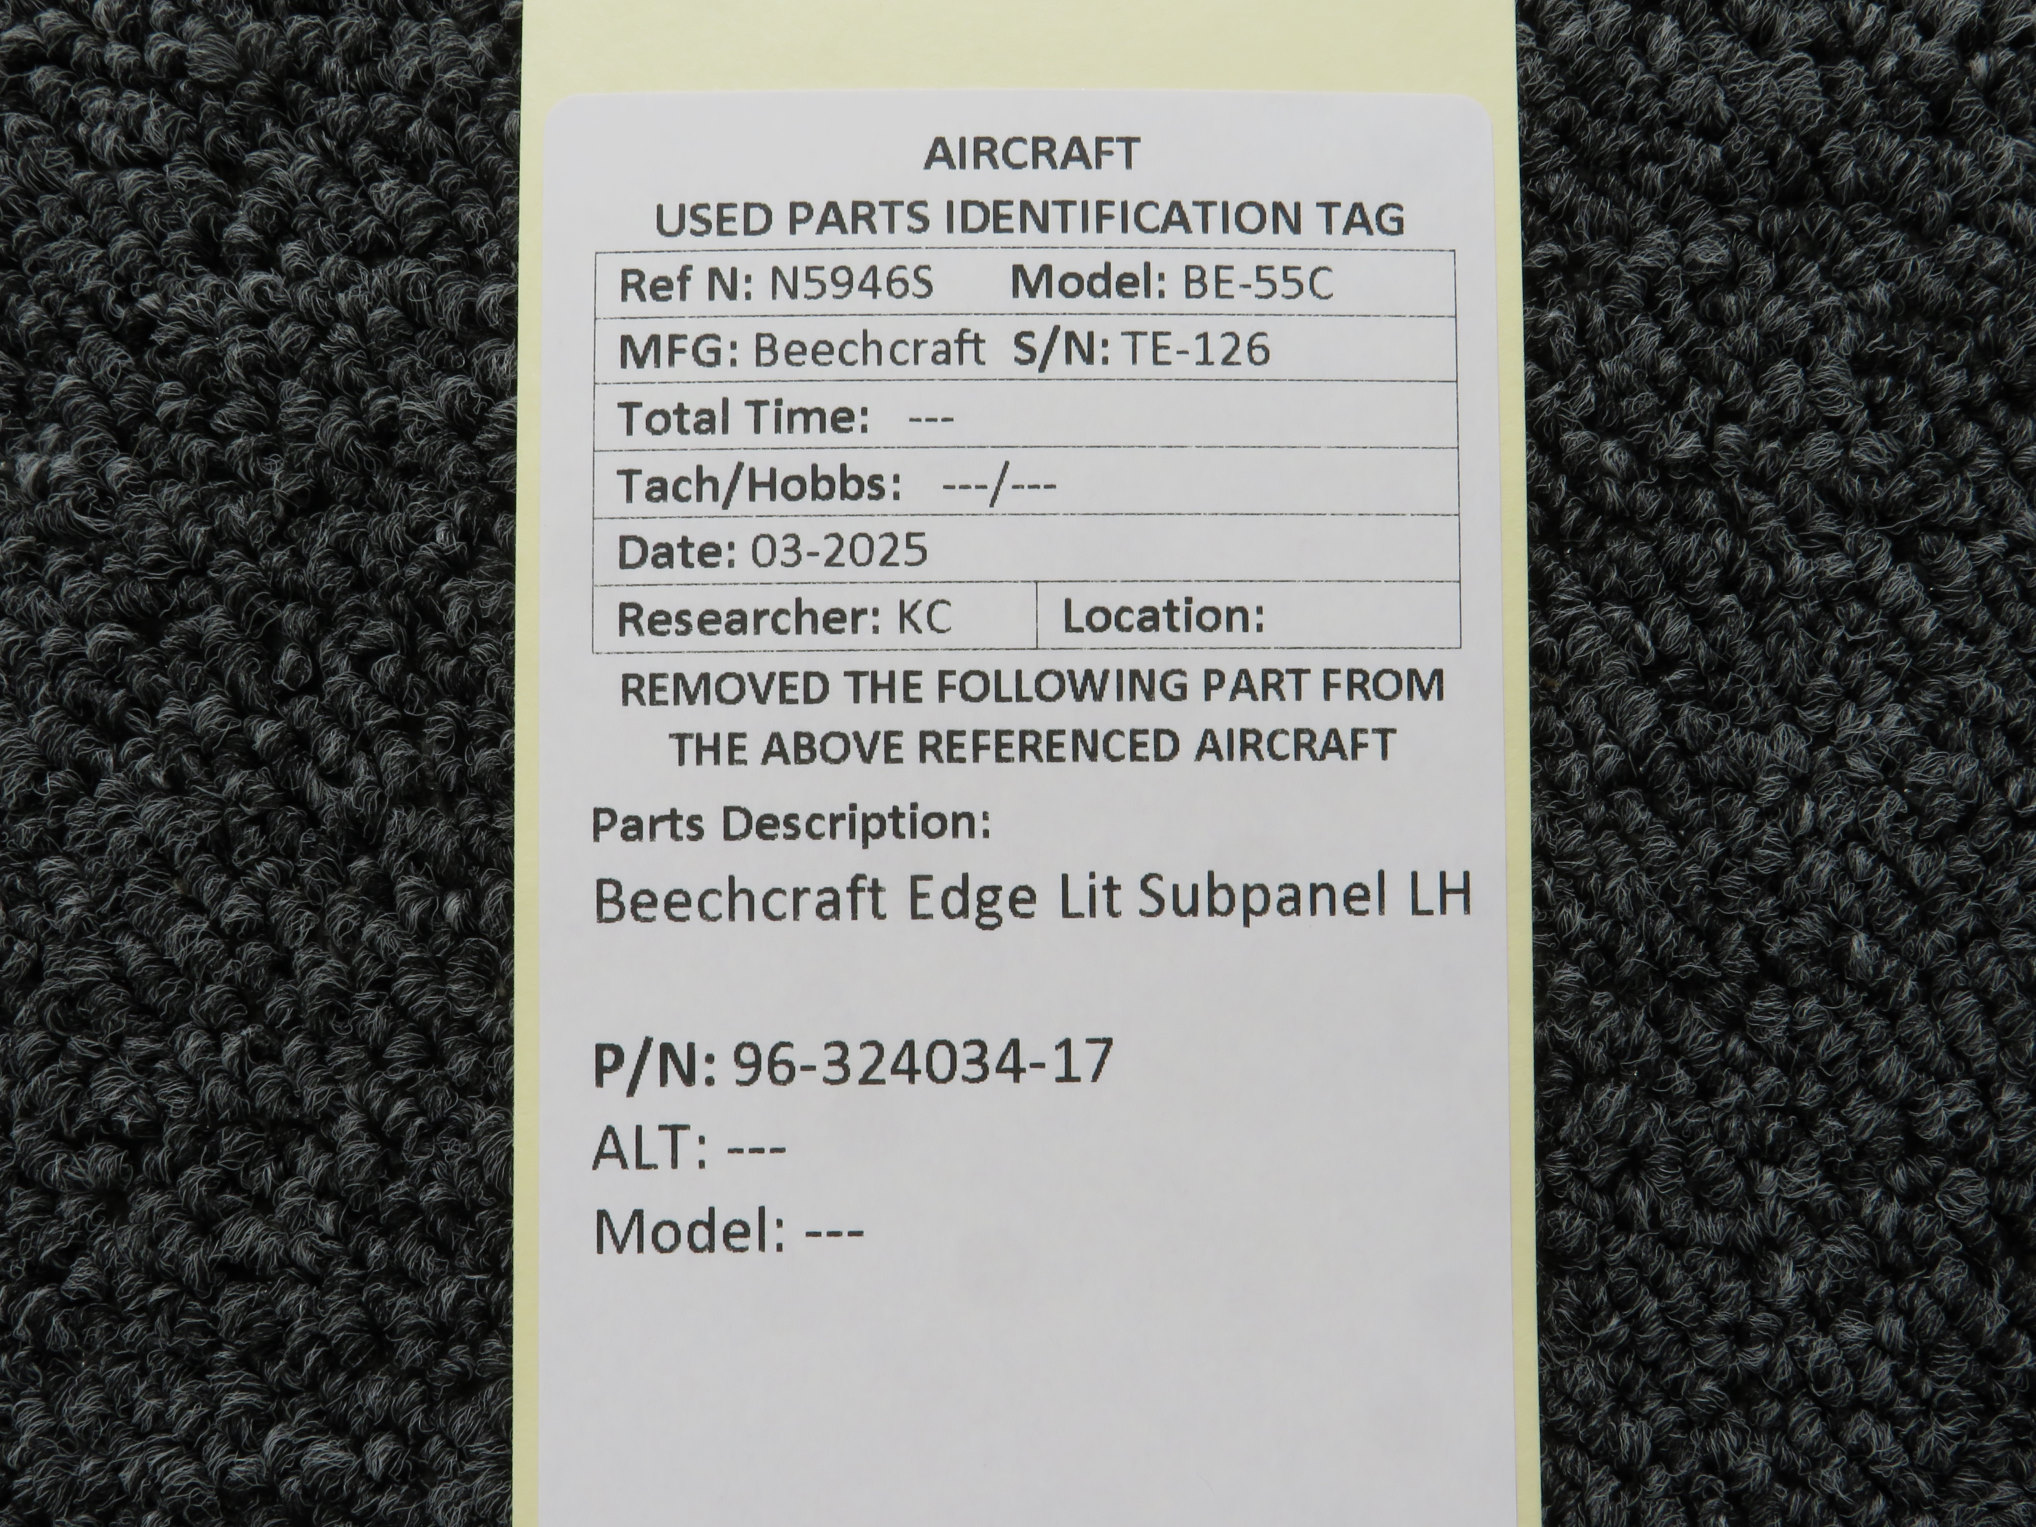 AIRCRAFT
USED PARTS IDENTIFICATION TAG
Ref N: N5946S Model: BE-55C
MFG: Beechcraft S/N: TE-126
Total Time: ---
Tach/Hobbs: ---/---
Date: 03-2025
Researcher: KC Location:
REMOVED THE FOLLOWING PART FROM
THE ABOVE REFERENCED AIRCRAFT
Parts Description:
Beechcraft Edge Lit Subpanel LH
P/N: 96-324034-17
ALT: ---
Model: ---